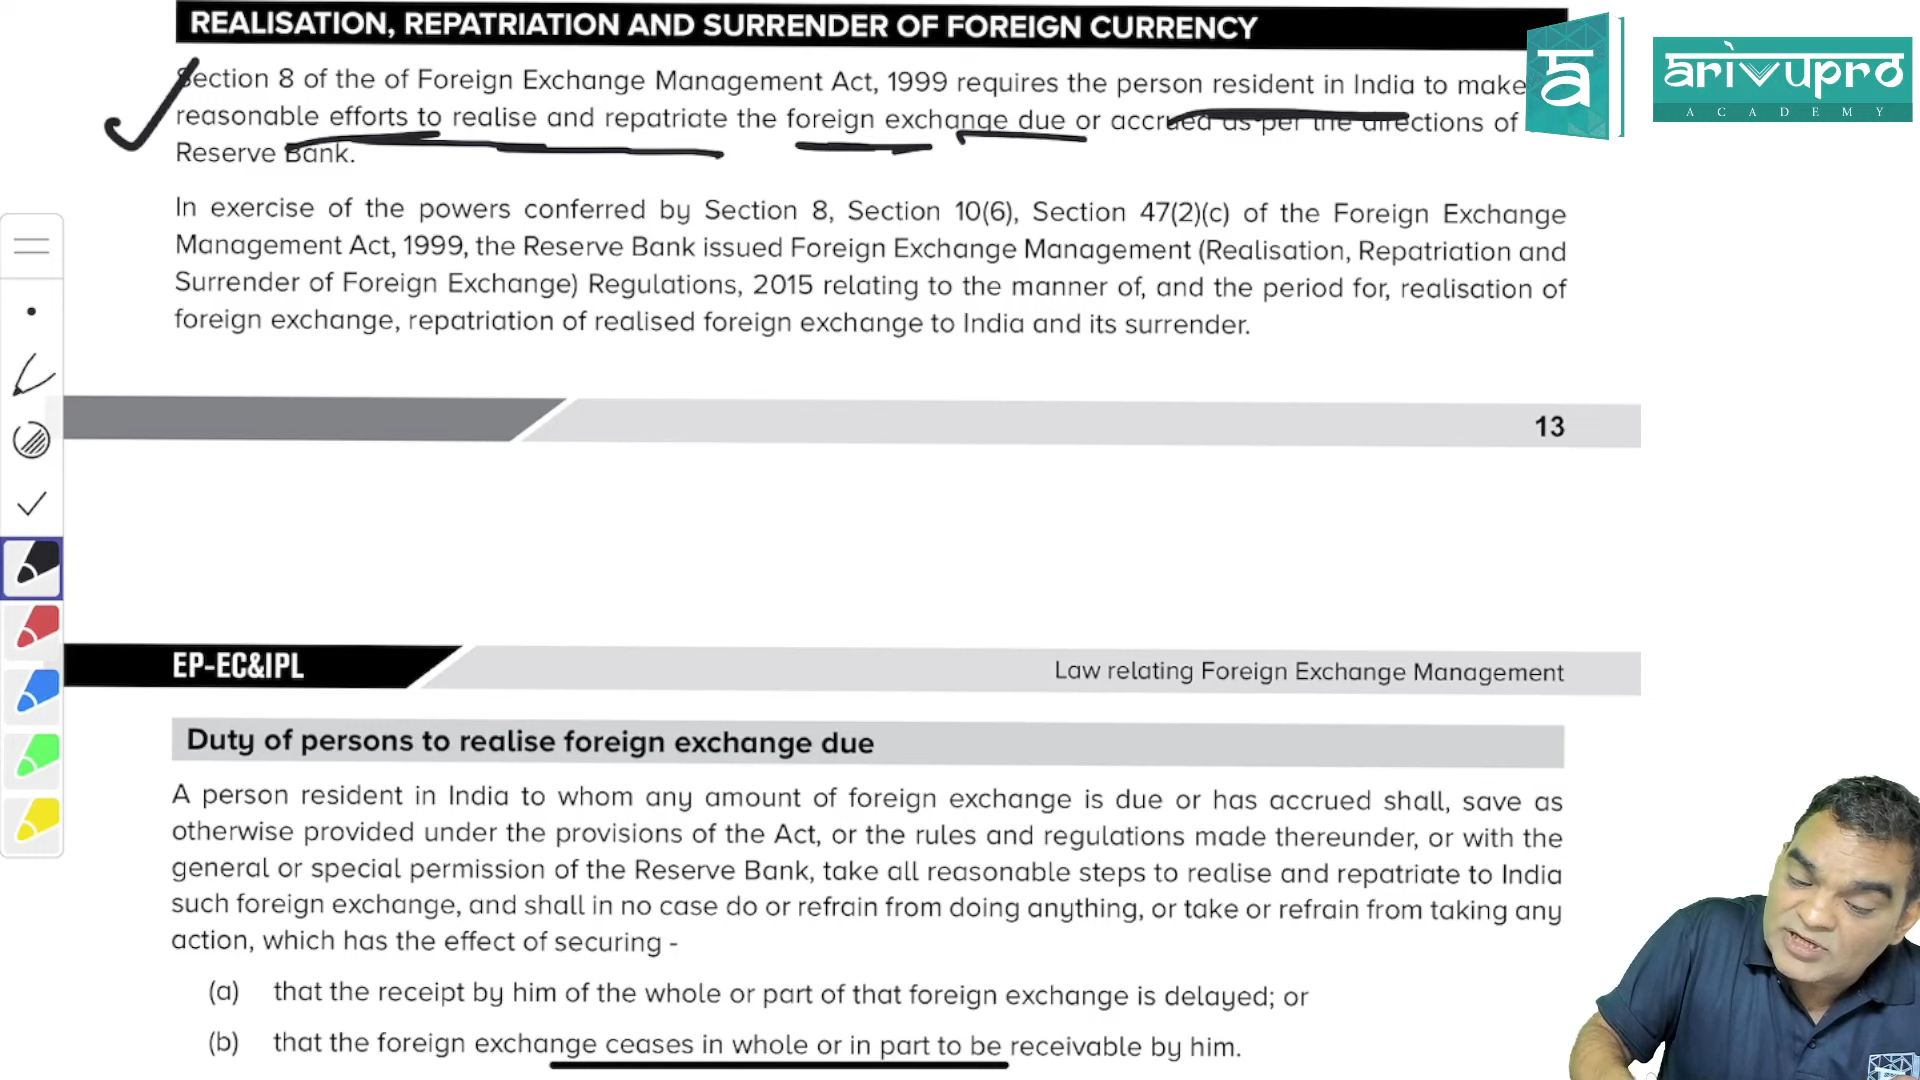 REALISATION, REPATRIATION AND SURRENDER OF FOREIGN CURRENCY
Section 8 of the of Foreign Exchange Management Act, 1999 requires the person resident in India to make
reasonable efforts to realise and repatriate the foreign exchange due or accrued as per the directions of
Reserve Bank.
In exercise of the powers conferred by Section 8, Section 10(6), Section 47(2)(c) of the Foreign Exchange
Management Act, 1999, the Reserve Bank issued Foreign Exchange Management (Realisation, Repatriation and
Surrender of Foreign Exchange) Regulations, 2015 relating to the manner of, and the period for, realisation of
foreign exchange, repatriation of realised foreign exchange to India and its surrender.
13
EP-EC&IPL
Law relating Foreign Exchange Management
Duty of persons to realise foreign exchange due
A person resident in India to whom any amount of foreign exchange is due or has accrued shall, save as
otherwise provided under the provisions of the Act, or the rules and regulations made thereunder, or with the
general or special permission of the Reserve Bank, take all reasonable steps to realise and repatriate to India
such foreign exchange, and shall in no case do or refrain from doing anything, or take or refrain from taking any
action, which has the effect of securing -
(a) that the receipt by him of the whole or part of that foreign exchange is delayed; or
(b) that the foreign exchange ceases in whole or in part to be receivable by him.
ā
arivupro
ACADEMY